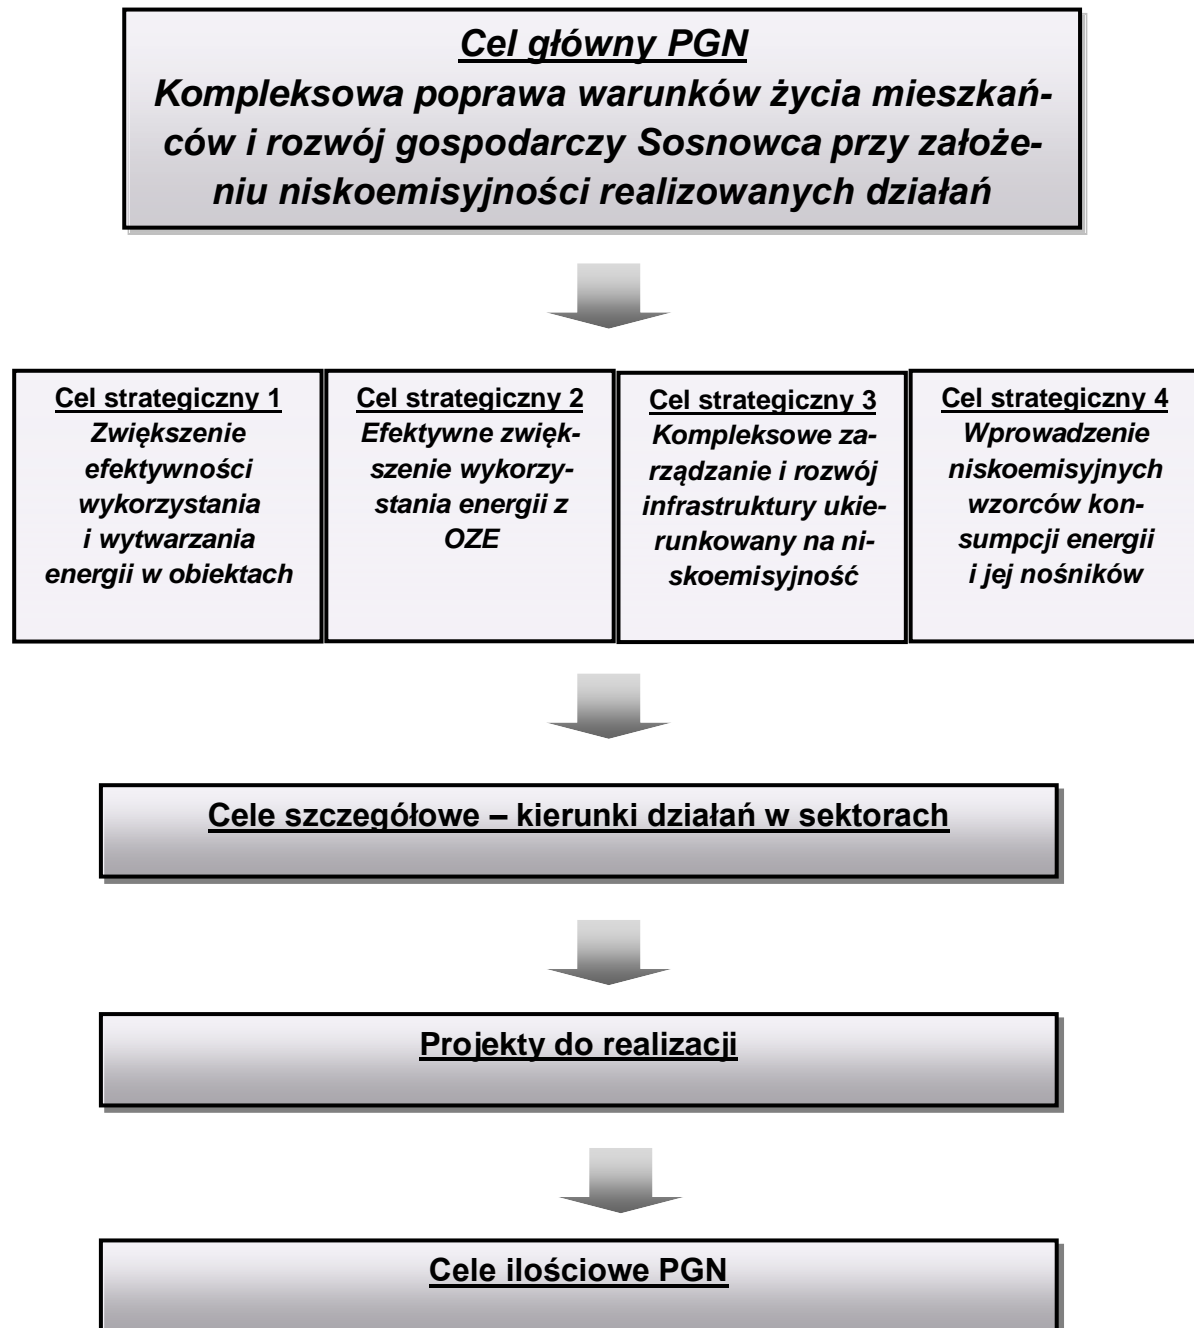 Cel główny PGN
Kompleksowa poprawa warunków życia mieszkań-
ców i rozwój gospodarczy Sosnowca przy założe-
niu niskoemisyjności realizowanych działań
Cel strategiczny 1
Zwiększenie
efektywności
wykorzystania
i wytwarzania
energii w obiektach
Cel strategiczny 2
Efektywne zwięk-
szenie wykorzy-
stania energii z
OZE
Cel strategiczny 3
Kompleksowe za-
rządzanie i rozwój
infrastruktury ukie-
runkowany na ni-
skoemisyjność
Cel strategiczny 4
Wprowadzenie
niskoemisyjnych
wzorców kon-
sumpcji energii
i jej nośników
Cele szczegółowe – kierunki działań w sektorach
Projekty do realizacji
Cele ilościowe PGN